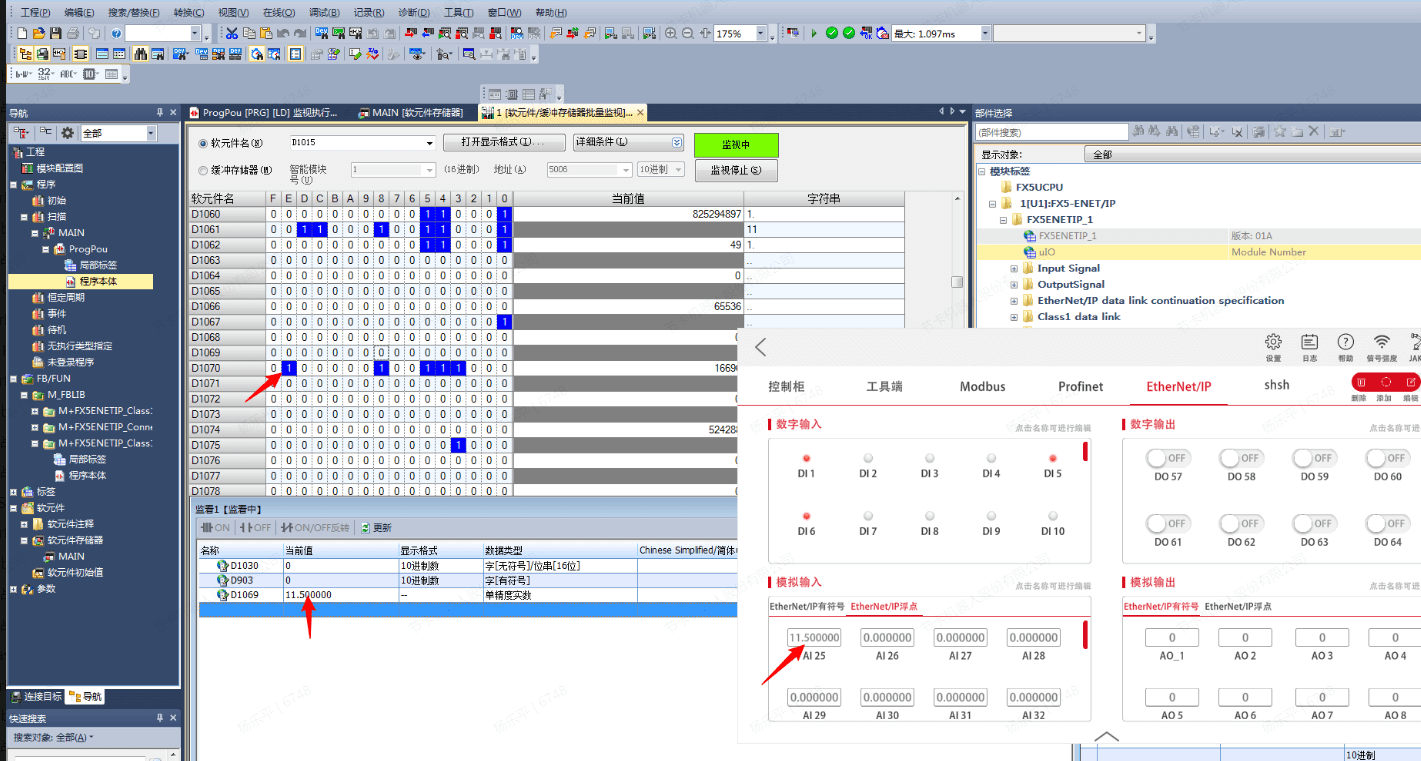 工程(P) 编辑(E) 搜索/替换(F) 转换(C) 视图(V) 在线(O) 调试(B) 记录(R) 诊断(D) 工具(T) 窗口(W) 帮助(H)
175%
最大: 1.097ms
导航
ProgPou [PRG] [LD] 监视执行...
MAIN [软元件存储器]
1 [软元件/缓冲存储器批量监视]...
部件选择
全部
(部件搜索)
显示对象:
全部
工程
模块配置图
程序
初始
扫描
MAIN
ProgPou
局部标签
程序本体
恒定周期
事件
待机
无执行类型指定
未登录程序
FB/FUN
M_FBLIB
M+FX5ENETIP_Class:
M+FX5ENETIP_Conne
M+FX5ENETIP_Class:
局部标签
程序本体
标签
软元件
软元件注释
软元件存储器
MAIN
软元件初始值
参数
连接目标
导航
快速搜索
搜索对象: 全部(A)
软元件名(N)
D1015
打开显示格式(I)...
详细条件(L)
监视中
缓冲存储器(M)
智能模块号(U)
1
(16进制)
地址(A)
5006
10进制
监视停止(S)
软元件名 F E D C B A 9 8 7 6 5 4 3 2 1 0 当前值 字符串
D1060 0 0 0 0 0 0 0 0 0 0 1 1 0 0 0 1 825294897 1.
D1061 0 0 1 1 0 0 0 1 0 0 1 1 0 0 0 1 11
D1062 0 0 0 0 0 0 0 0 0 0 1 1 0 0 0 1 49 1.
D1063 0 0 0 0 0 0 0 0 0 0 0 0 0 0 0 0 ..
D1064 0 0 0 0 0 0 0 0 0 0 0 0 0 0 0 0 0 ..
D1065 0 0 0 0 0 0 0 0 0 0 0 0 0 0 0 0 ..
D1066 0 0 0 0 0 0 0 0 0 0 0 0 0 0 0 0 65536 ..
D1067 0 0 0 0 0 0 0 0 0 0 0 0 0 0 0 1 ..
D1068 0 0 0 0 0 0 0 0 0 0 0 0 0 0 0 0
D1069 0 0 0 0 0 0 0 0 0 0 0 0 0 0 0 0
D1070 0 1 0 0 0 0 0 1 0 0 1 1 1 0 0 0 16696
D1071 0 0 0 0 0 0 0 0 0 0 0 0 0 0 0
D1072 0 0 0 0 0 0 0 0 0 0 0 0 0 0 0 0
D1073 0 0 0 0 0 0 0 0 0 0 0 0 0 0 0 0
D1074 0 0 0 0 0 0 0 0 0 0 0 0 0 0 0 0 524288
D1075 0 0 0 0 0 0 0 0 0 0 0 0 1 0 0 0
D1076 0 0 0 0 0 0 0 0 0 0 0 0 0 0 0 0
D1077 0 0 0 0 0 0 0 0 0 0 0 0 0 0 0 0
D1078 0 0 0 0 0 0 0 0 0 0 0 0 0 0 0 0
监看1【监看中】
ON OFF ON/OFF反转 更新
名称 当前值 显示格式 数据类型 Chinese Simplified/简体
D1030 0 10进制数 字[无符号]/位串[16位]
D903 0 10进制数 字[有符号]
D1069 11.500000 -- 单精度实数
模块标签
FX5UCPU
1[U1]:FX5-ENET/IP
FX5ENETIP_1
FX5ENETIP_1 版本: 01A
uIO Module Number
Input Signal
OutputSignal
EtherNet/IP data link continuation specification
Class1 data link
设置 日志 帮助 信号强度 JAK
控制柜 工具端 Modbus Profinet EtherNet/IP shsh
删除 添加 编辑
数字输入 点击名称可进行编辑
DI 1 DI 2 DI 3 DI 4 DI 5
DI 6 DI 7 DI 8 DI 9 DI 10
数字输出 点击名称可进
OFF OFF OFF OFF
DO 57 DO 58 DO 59 DO 60
OFF OFF OFF OFF
DO 61 DO 62 DO 63 DO 64
模拟输入 点击名称可进行编辑
EtherNet/IP有符号 EtherNet/IP浮点
11.500000 0.000000 0.000000 0.000000
AI 25 AI 26 AI 27 AI 28
0.000000 0.000000 0.000000 0.000000
AI 29 AI 30 AI 31 AI 32
模拟输出 点击名称可进
EtherNet/IP有符号 EtherNet/IP浮点
0 0 0 0
AO_1 AO 2 AO 3 AO 4
0 0 0 0
AO 5 AO 6 AO 7 AO 8
10进制